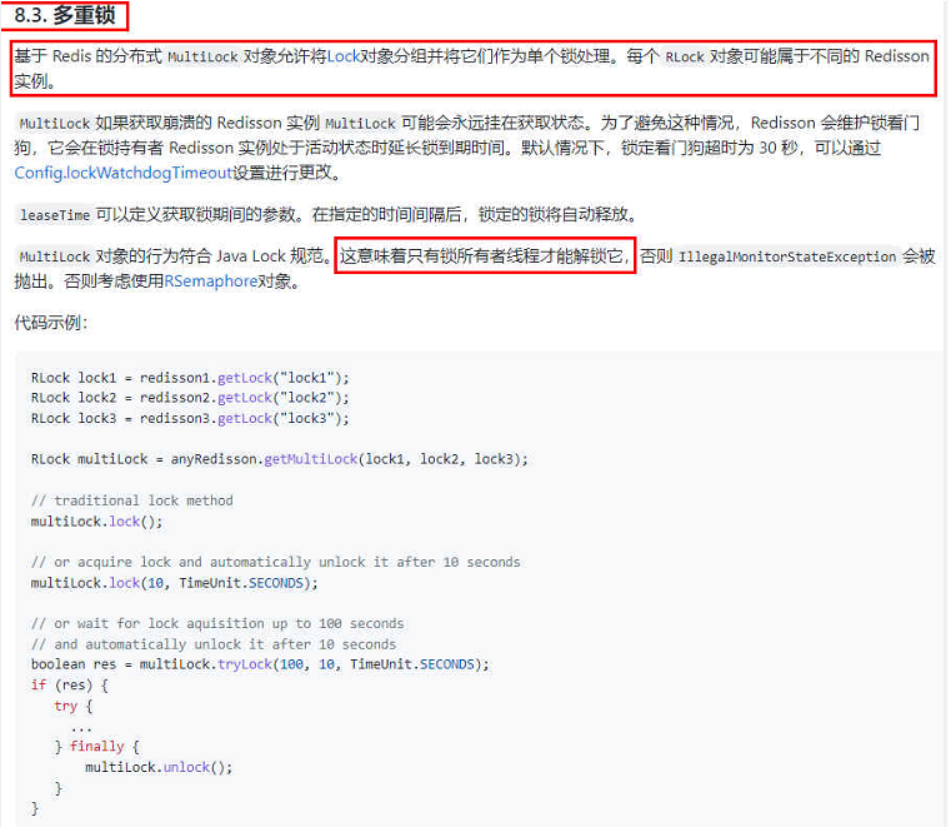 8.3. 多重锁
基于 Redis 的分布式 MultiLock 对象允许将Lock对象分组并将它们作为单个锁处理。每个 RLock 对象可能属于不同的 Redisson
实例。
MultiLock 如果获取崩溃的 Redisson 实例 MultiLock 可能会永远挂在获取状态。为了避免这种情况，Redisson 会维护锁看门
狗，它会在锁持有者 Redisson 实例处于活动状态时延长锁到期时间。默认情况下，锁定看门狗超时为 30 秒，可以通过
Config.lockWatchdogTimeout设置进行更改。
leaseTime 可以定义获取锁期间的参数。在指定的时间间隔后，锁定的锁将自动释放。
MultiLock 对象的行为符合 Java Lock 规范。这意味着只有锁所有者线程才能解锁它，否则 IllegalMonitorStateException 会被
抛出。否则考虑使用RSemaphore对象。
代码示例：
RLock lock1 = redisson1.getLock("lock1");
RLock lock2 = redisson2.getLock("lock2");
RLock lock3 = redisson3.getLock("lock3");
RLock multiLock = anyRedisson.getMultiLock(lock1, lock2, lock3);
// traditional lock method
multiLock.lock();
// or acquire lock and automatically unlock it after 10 seconds
multiLock.lock(10, TimeUnit.SECONDS);
// or wait for lock aquisition up to 100 seconds
// and automatically unlock it after 10 seconds
boolean res = multiLock.tryLock(100, 10, TimeUnit.SECONDS);
if (res) {
try {
...
} finally {
multiLock.unlock();
}
}